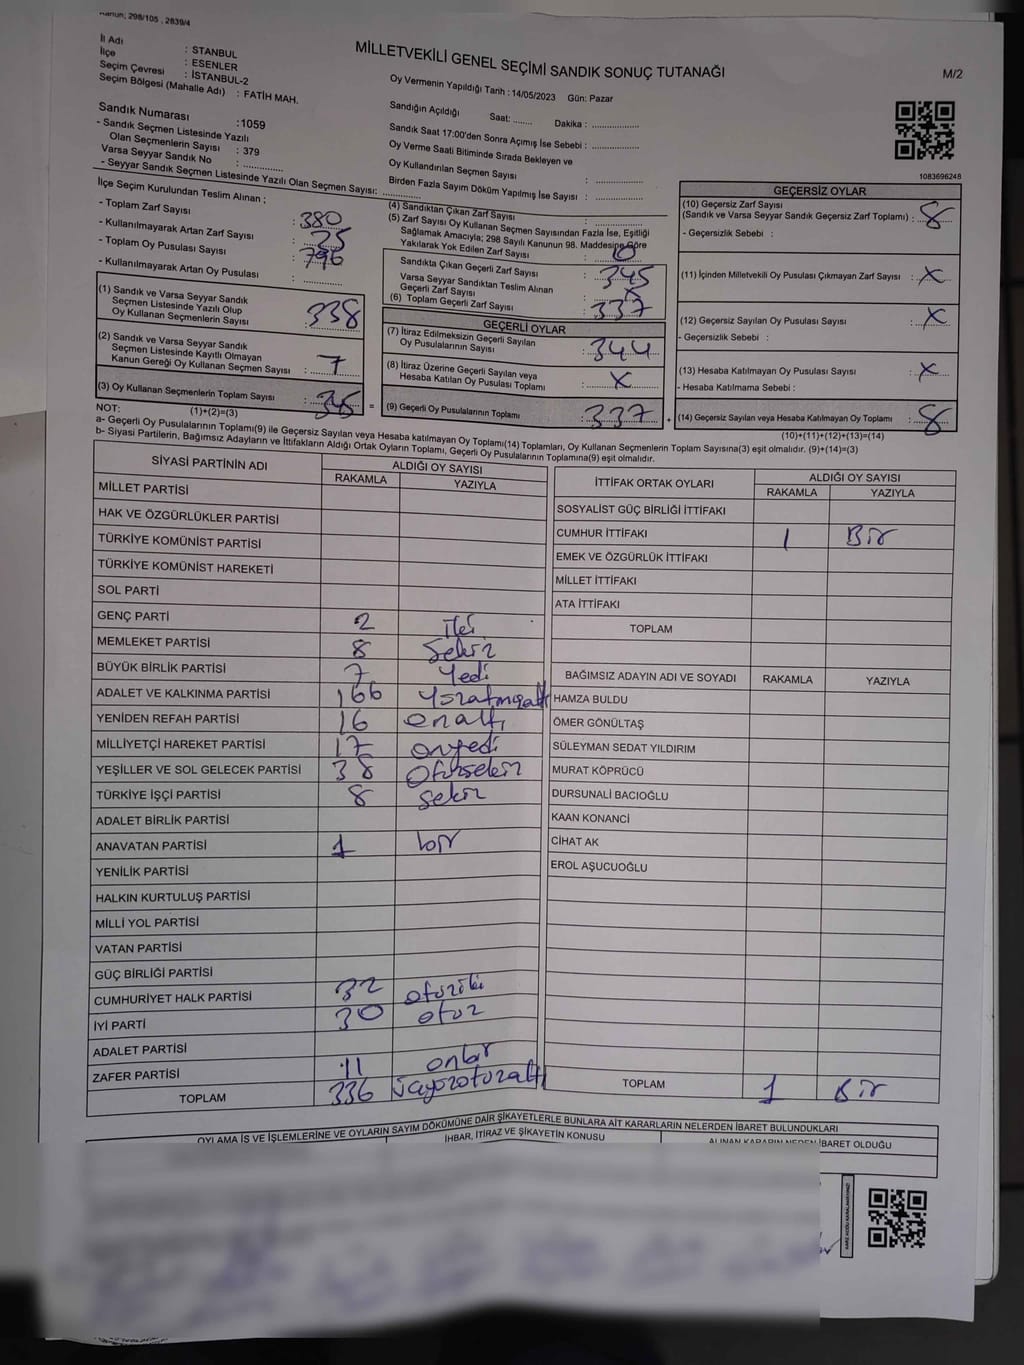 Kanun; 298/105 , 2839/4
İl Adı : STANBUL
İlçe : ESENLER
Seçim Çevresi : İSTANBUL-2
Seçim Bölgesi (Mahalle Adı) : FATİH MAH.
MİLLETVEKİLİ GENEL SEÇİMİ SANDIK SONUÇ TUTANAĞI
M/2
Oy Vermenin Yapıldığı Tarih : 14/05/2023 Gün: Pazar
Sandık Numarası :1059
- Sandık Seçmen Listesinde Yazılı
Olan Seçmenlerin Sayısı : 379
Varsa Seyyar Sandık No :
- Seyyar Sandık Seçmen Listesinde Yazılı Olan Seçmen Sayısı:
Sandığın Açıldığı Saat: ....... Dakika :
Sandık Saat 17:00'den Sonra Açımış İse Sebebi :
Oy Verme Saati Bitiminde Sırada Bekleyen ve
Oy Kullandırılan Seçmen Sayısı :
Birden Fazla Sayım Döküm Yapılmış İse Sayısı :
1083696248
İlçe Seçim Kurulundan Teslim Alınan ;
- Toplam Zarf Sayısı : 380
- Kullanılmayarak Artan Zarf Sayısı : 25
- Toplam Oy Pusulası Sayısı : 796
- Kullanılmayarak Artan Oy Pusulası :
(1) Sandık ve Varsa Seyyar Sandık
Seçmen Listesinde Yazılı Olup
Oy Kullanan Seçmenlerin Sayısı : 338
(2) Sandık ve Varsa Seyyar Sandık
Seçmen Listesinde Kayıtlı Olmayan
Kanun Gereği Oy Kullanan Seçmen Sayısı : 7
(3) Oy Kullanan Seçmenlerin Toplam Sayısı : 345 =
(1)+(2)=(3)
(4) Sandıktan Çıkan Zarf Sayısı :
(5) Zarf Sayısı Oy Kullanan Seçmen Sayısından Fazla İse, Eşitliği
Sağlamak Amacıyla; 298 Sayılı Kanunun 98. Maddesine Göre
Yakılarak Yok Edilen Zarf Sayısı : 10
Sandıkta Çıkan Geçerli Zarf Sayısı : 345
Varsa Seyyar Sandıktan Teslim Alınan
Geçerli Zarf Sayısı : X
(6) Toplam Geçerli Zarf Sayısı : 337
GEÇERLİ OYLAR
(7) İtiraz Edilmeksizin Geçerli Sayılan
Oy Pusulalarının Sayısı : 344
(8) İtiraz Üzerine Geçerli Sayılan veya
Hesaba Katılan Oy Pusulası Toplamı : X
(9) Geçerli Oy Pusulalarının Toplamı : 337 +
GEÇERSİZ OYLAR
(10) Geçersiz Zarf Sayısı
(Sandık ve Varsa Seyyar Sandık Geçersiz Zarf Toplamı) : 8
- Geçersizlik Sebebi :
(11) İçinden Milletvekili Oy Pusulası Çıkmayan Zarf Sayısı : X
(12) Geçersiz Sayılan Oy Pusulası Sayısı : X
- Geçersizlik Sebebi :
(13) Hesaba Katılmayan Oy Pusulası Sayısı : X
- Hesaba Katılmama Sebebi :
(14) Geçersiz Sayılan veya Hesaba Katılmayan Oy Toplamı : 8
(10)+(11)+(12)+(13)=(14)
NOT:
a- Geçerli Oy Pusulalarının Toplamı(9) ile Geçersiz Sayılan veya Hesaba katılmayan Oy Toplamı(14) Toplamları, Oy Kullanan Seçmenlerin Toplam Sayısına(3) eşit olmalıdır. (9)+(14)=(3)
b- Siyasi Partilerin, Bağımsız Adayların ve İttifakların Aldığı Ortak Oyların Toplamı, Geçerli Oy Pusulalarının Toplamına(9) eşit olmalıdır.
SİYASİ PARTİNİN ADI ALDIĞI OY SAYISI
RAKAMLA YAZIYLA
MİLLET PARTİSİ
HAK VE ÖZGÜRLÜKLER PARTİSİ
TÜRKİYE KOMÜNİST PARTİSİ
TÜRKİYE KOMÜNİST HAREKETİ
SOL PARTİ
GENÇ PARTİ 2 iki
MEMLEKET PARTİSİ 8 Sekiz
BÜYÜK BİRLİK PARTİSİ 7 Yedi
ADALET VE KALKINMA PARTİSİ 166 Yüzatmışaltı
YENİDEN REFAH PARTİSİ 16 onaltı
MİLLİYETÇİ HAREKET PARTİSİ 17 onyedi
YEŞİLLER VE SOL GELECEK PARTİSİ 38 otuzsekiz
TÜRKİYE İŞÇİ PARTİSİ 8 sekiz
ADALET BİRLİK PARTİSİ
ANAVATAN PARTİSİ 1 bir
YENİLİK PARTİSİ
HALKIN KURTULUŞ PARTİSİ
MİLLİ YOL PARTİSİ
VATAN PARTİSİ
GÜÇ BİRLİĞİ PARTİSİ
CUMHURİYET HALK PARTİSİ 32 otuziki
İYİ PARTİ 30 otuz
ADALET PARTİSİ
ZAFER PARTİSİ 11 onbir
TOPLAM 336 üçyüzotuzaltı
İTTİFAK ORTAK OYLARI ALDIĞI OY SAYISI
RAKAMLA YAZIYLA
SOSYALİST GÜÇ BİRLİĞİ İTTİFAKI
CUMHUR İTTİFAKI 1 Bir
EMEK VE ÖZGÜRLÜK İTTİFAKI
MİLLET İTTİFAKI
ATA İTTİFAKI
TOPLAM
BAĞIMSIZ ADAYIN ADI VE SOYADI RAKAMLA YAZIYLA
HAMZA BULDU
ÖMER GÖNÜLTAŞ
SÜLEYMAN SEDAT YILDIRIM
MURAT KÖPRÜCÜ
DURSUNALİ BACIOĞLU
KAAN KONANCİ
CİHAT AK
EROL AŞUCUOĞLU
TOPLAM 1 Bir
OYLAMA İŞ VE İŞLEMLERİNE VE OYLARIN SAYIM DÖKÜMÜNE DAİR ŞİKAYETLERLE BUNLARA AİT KARARLARIN NELERDEN İBARET BULUNDUKLARI
İHBAR, İTİRAZ VE ŞİKAYETİN KONUSU
ALINAN KARARIN NEDEN İBARET OLDUĞU